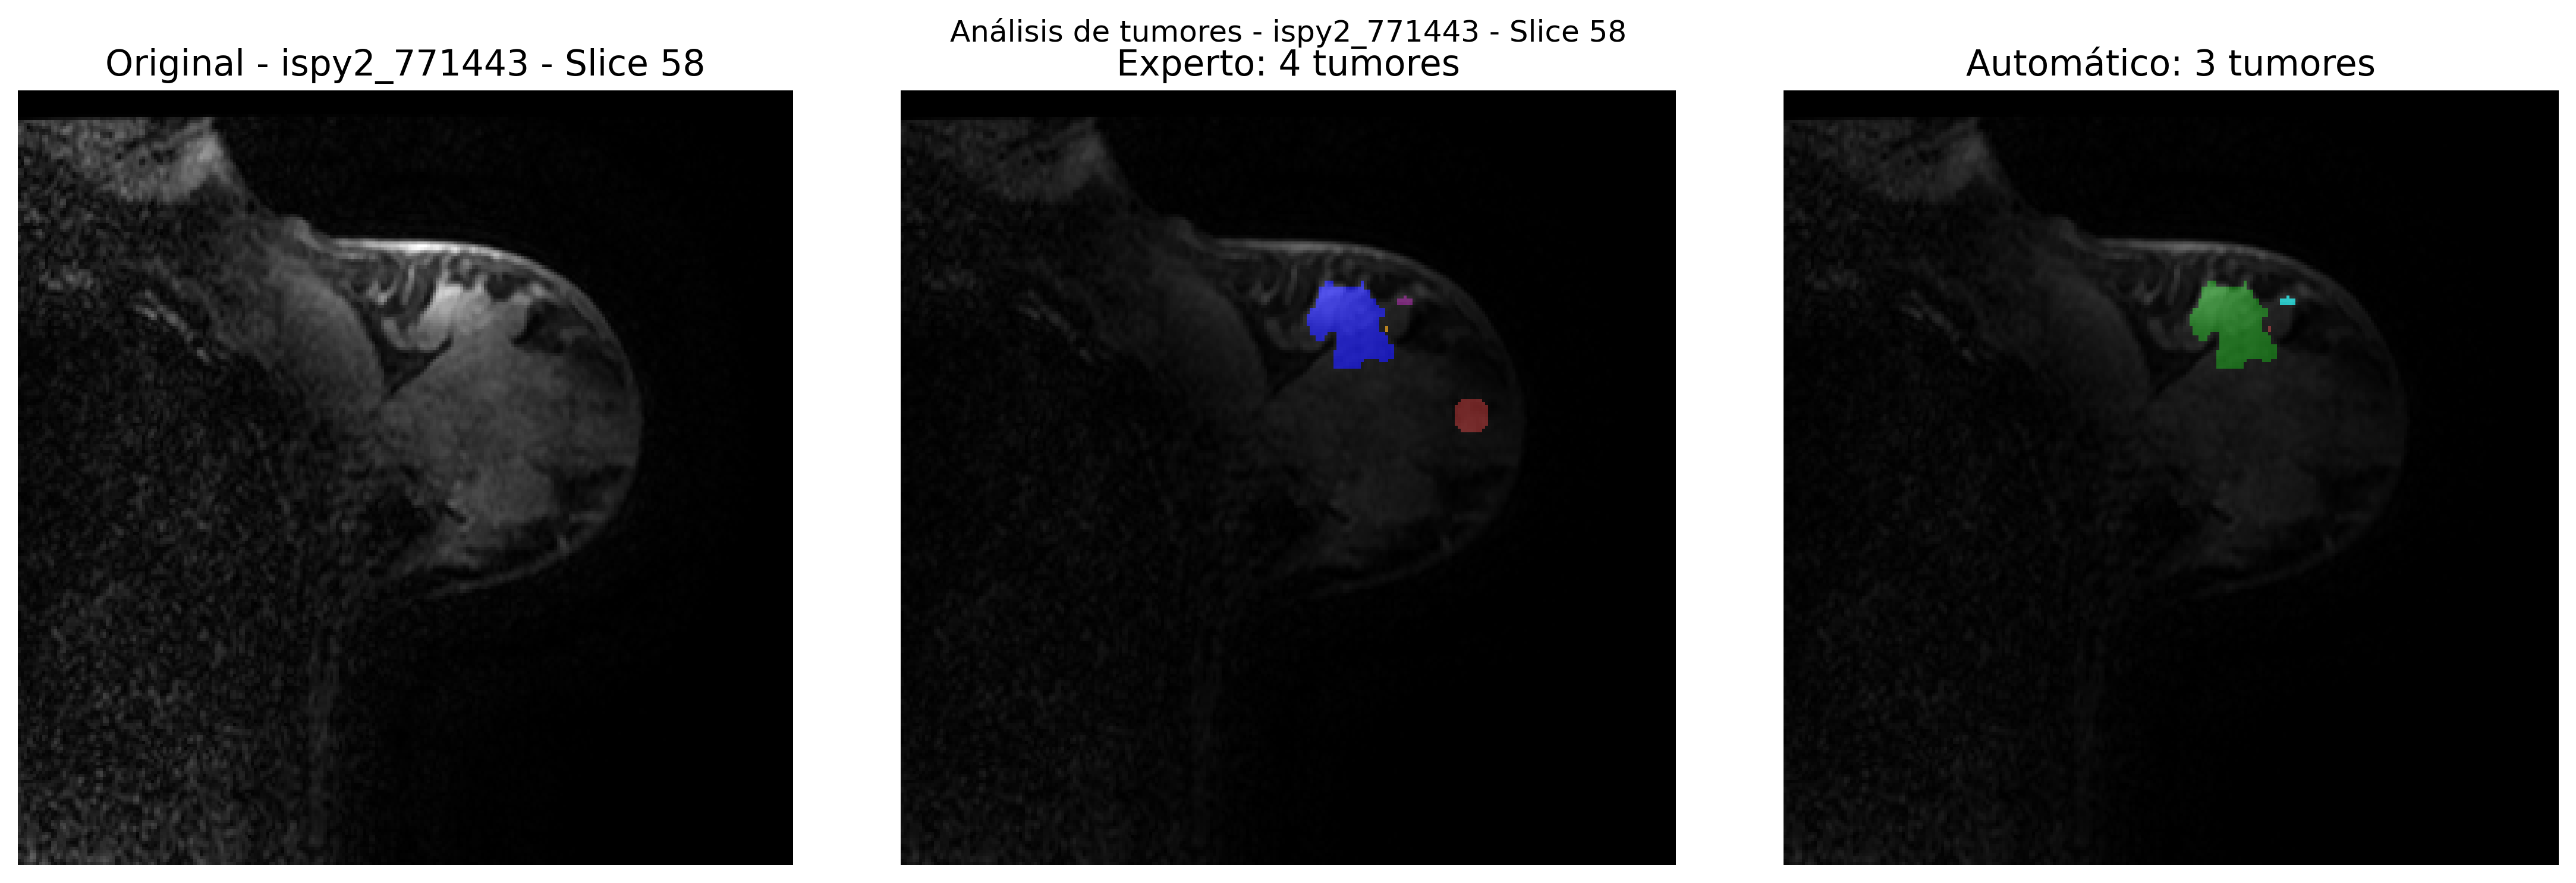 Análisis de tumores - ispy2_771443 - Slice 58
Original - ispy2_771443 - Slice 58
Experto: 4 tumores
Automático: 3 tumores